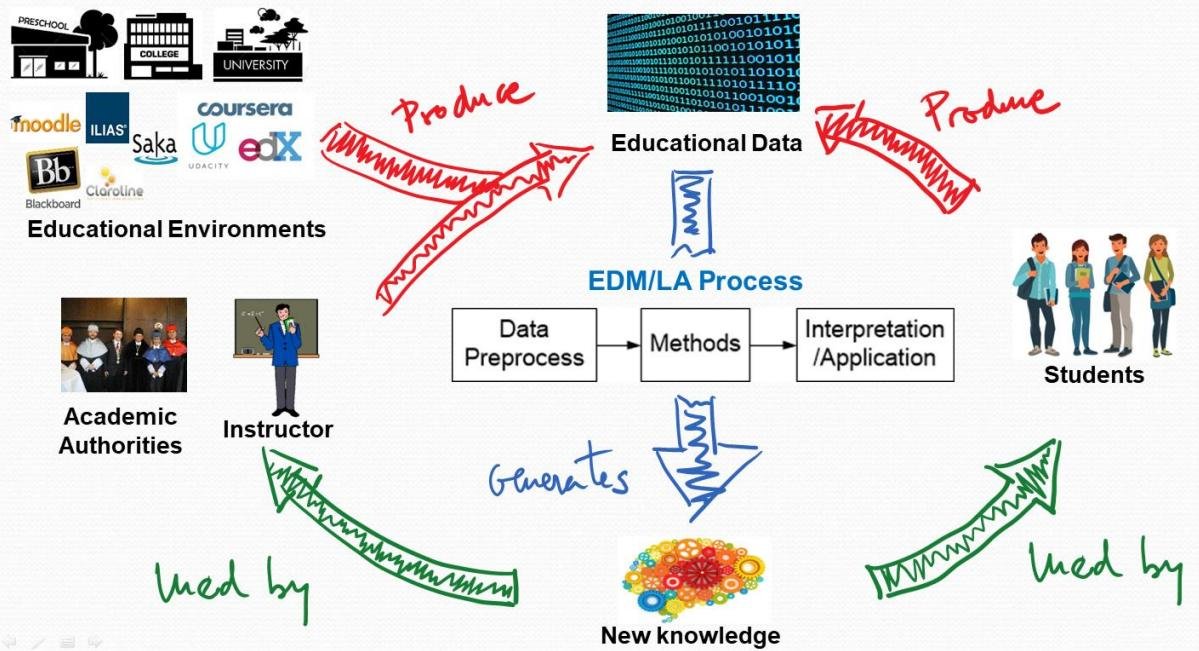 PRESCHOOL
COLLEGE
UNIVERSITY
moodle
ILIAS
Saka
coursera
UDACITY
edX
Bb
Blackboard
Claroline
Educational Environments
Produce
Educational Data
Produce
EDM/LA Process
Data
Preprocess
Methods
Interpretation
/Application
Students
Academic
Authorities
Instructor
Generates
used by
used by
New knowledge